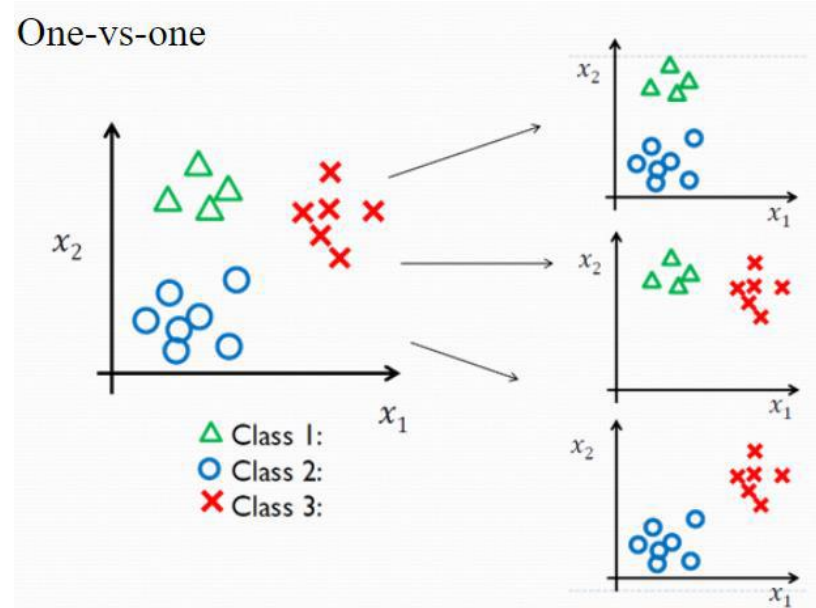 One-vs-one
x₂
x₁
Class 1:
Class 2:
Class 3:
x₂
x₁
x₂
x₁
x₂
x₁